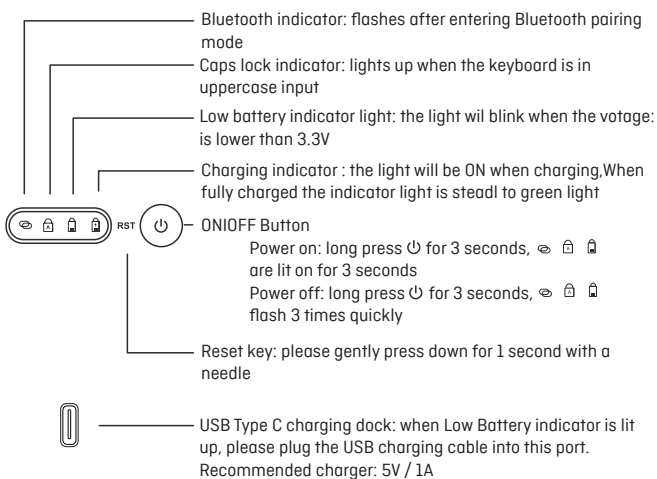 Bluetooth indicator: flashes after entering Bluetooth pairing
mode
Caps lock indicator: lights up when the keyboard is in
uppercase input
Low battery indicator light: the light wil blink when the votage:
is lower than 3.3V
Charging indicator : the light will be ON when charging,When
fully charged the indicator light is steadl to green light
RST
ONIOFF Button
Power on: long press ⏻ for 3 seconds,
are lit on for 3 seconds
Power off: long press ⏻ for 3 seconds,
flash 3 times quickly
Reset key: please gently press down for 1 second with a
needle
USB Type C charging dock: when Low Battery indicator is lit
up, please plug the USB charging cable into this port.
Recommended charger: 5V / 1A